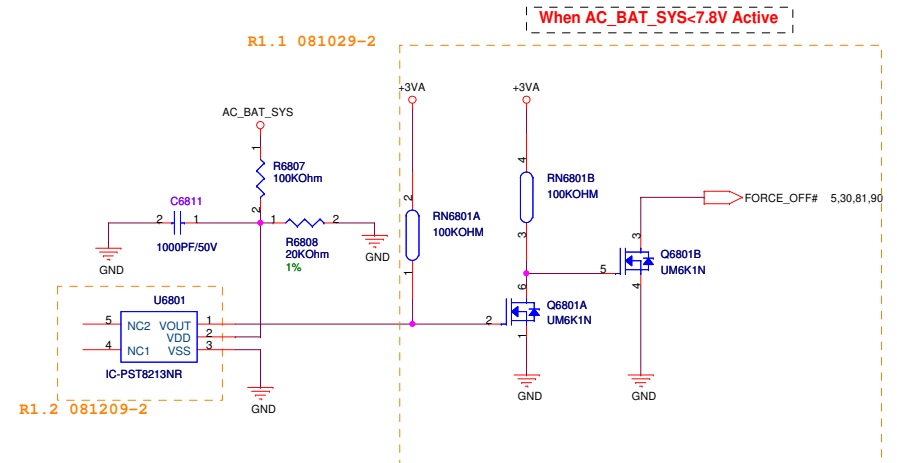 When AC_BAT_SYS<7.8V Active
R1.1 081029-2
+3VA
+3VA
AC_BAT_SYS
1
R6807
100KOhm
2
4
RN6801B
100KOHM
3
2
RN6801A
100KOHM
1
C6811
2
1
1000PF/50V
GND
1
2
R6808
20KOhm
1%
GND
FORCE_OFF#
5,30,81,90
3
Q6801B
UM6K1N
5
4
6
Q6801A
UM6K1N
2
1
U6801
5
NC2
VOUT
1
VDD
2
4
NC1
VSS
3
IC-PST8213NR
GND
GND
GND
R1.2 081209-2